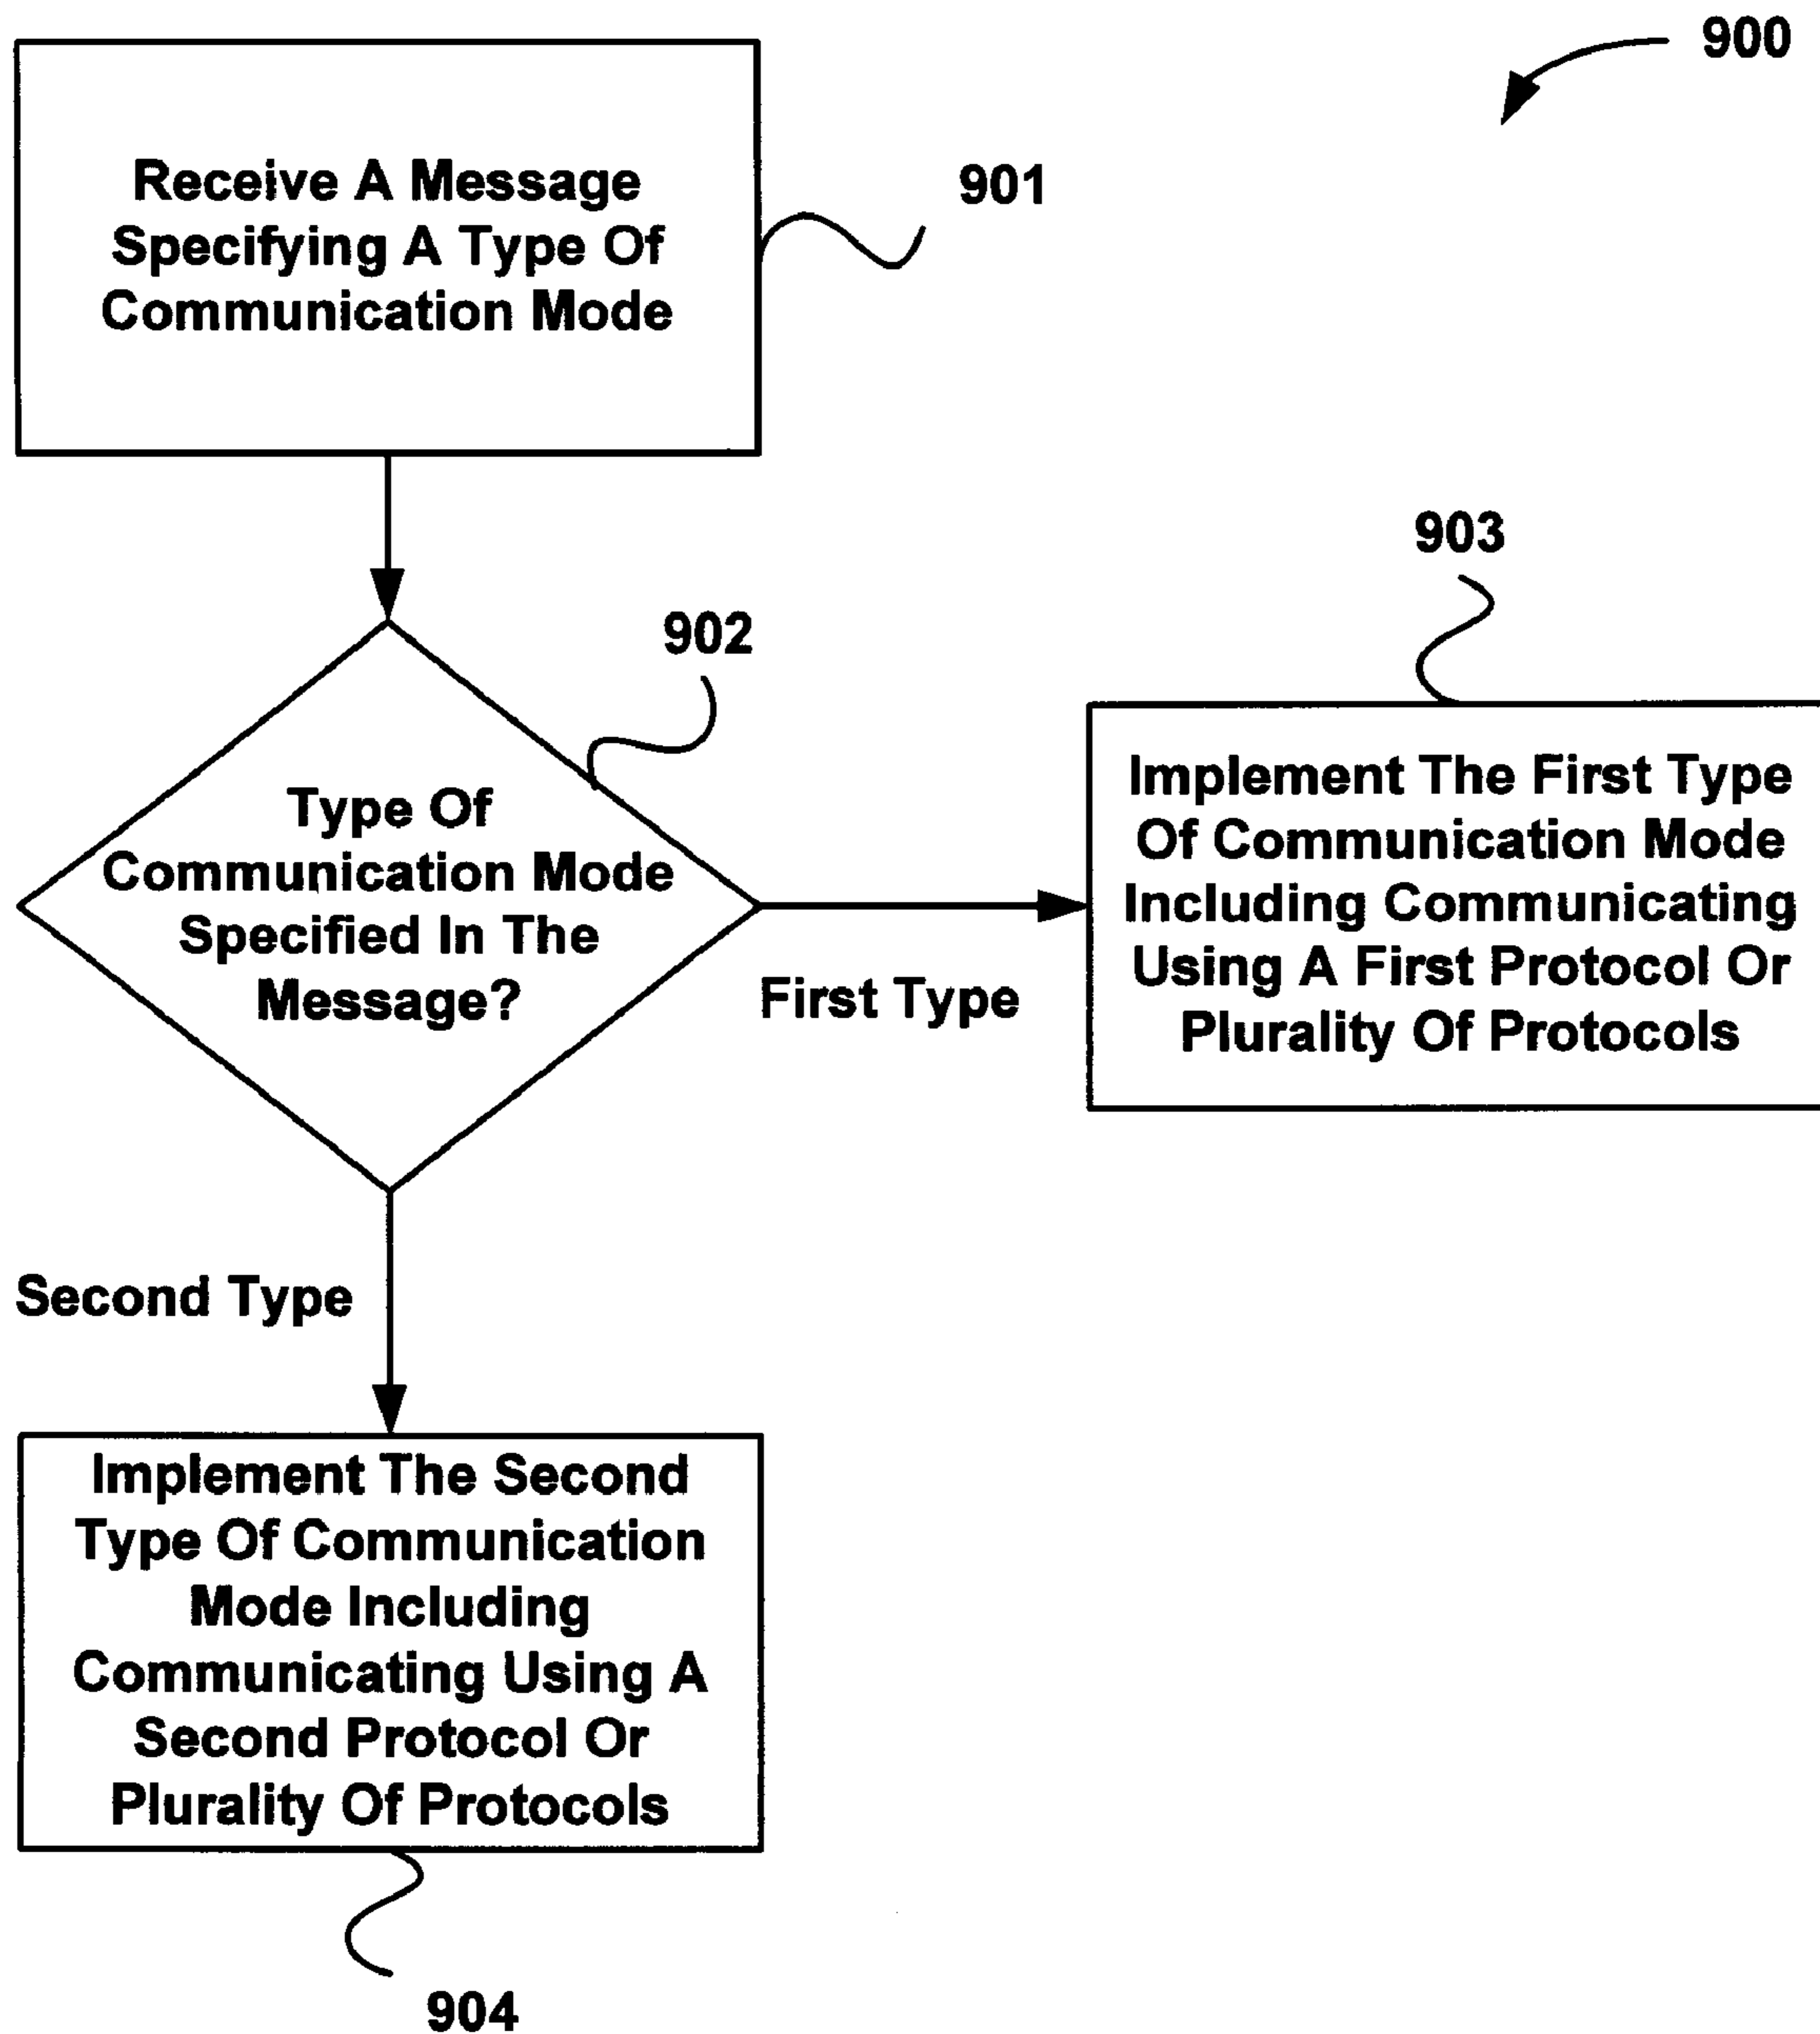 900
Receive A Message
Specifying A Type Of
Communication Mode
901
902
Type Of
Communication Mode
Specified In The
Message?
First Type
903
Implement The First Type
Of Communication Mode
Including Communicating
Using A First Protocol Or
Plurality Of Protocols
Second Type
Implement The Second
Type Of Communication
Mode Including
Communicating Using A
Second Protocol Or
Plurality Of Protocols
904